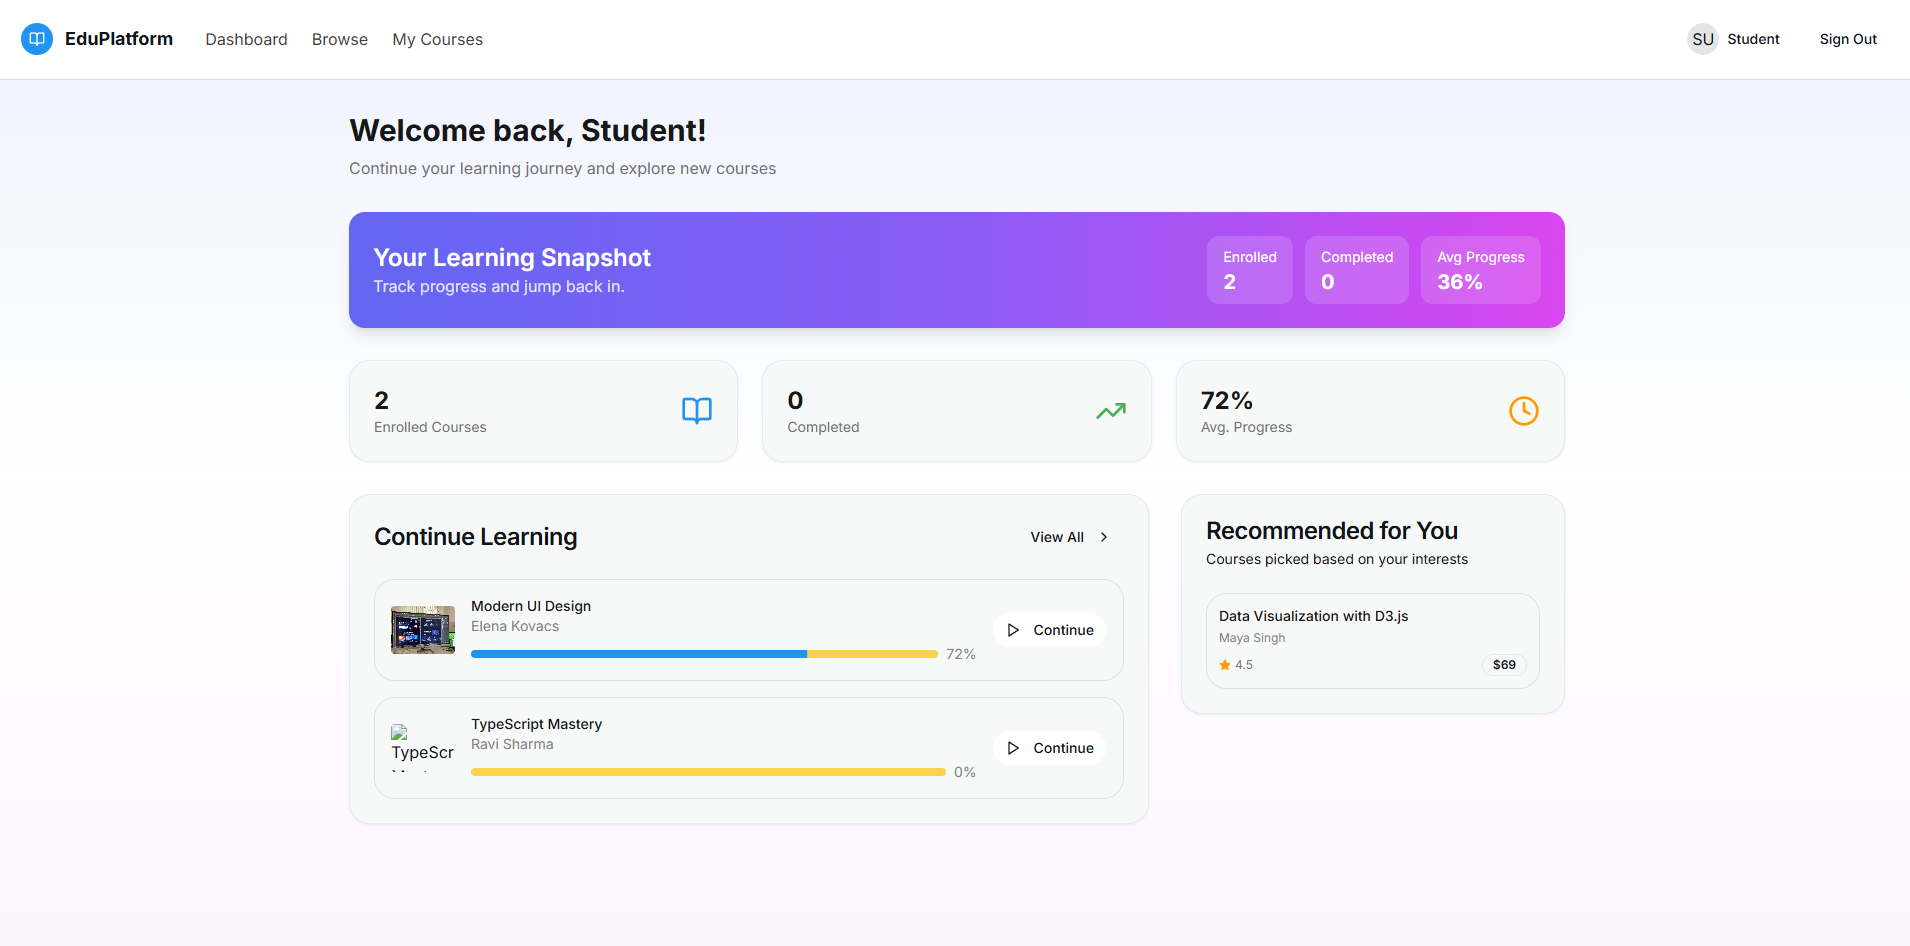 EduPlatform
Dashboard
Browse
My Courses
SU
Student
Sign Out
Welcome back, Student!
Continue your learning journey and explore new courses
Your Learning Snapshot
Track progress and jump back in.
Enrolled
2
Completed
0
Avg Progress
36%
2
Enrolled Courses
0
Completed
72%
Avg. Progress
Continue Learning
View All
Modern UI Design
Elena Kovacs
72%
Continue
TypeScr
TypeScript Mastery
Ravi Sharma
0%
Continue
Recommended for You
Courses picked based on your interests
Data Visualization with D3.js
Maya Singh
4.5
$69